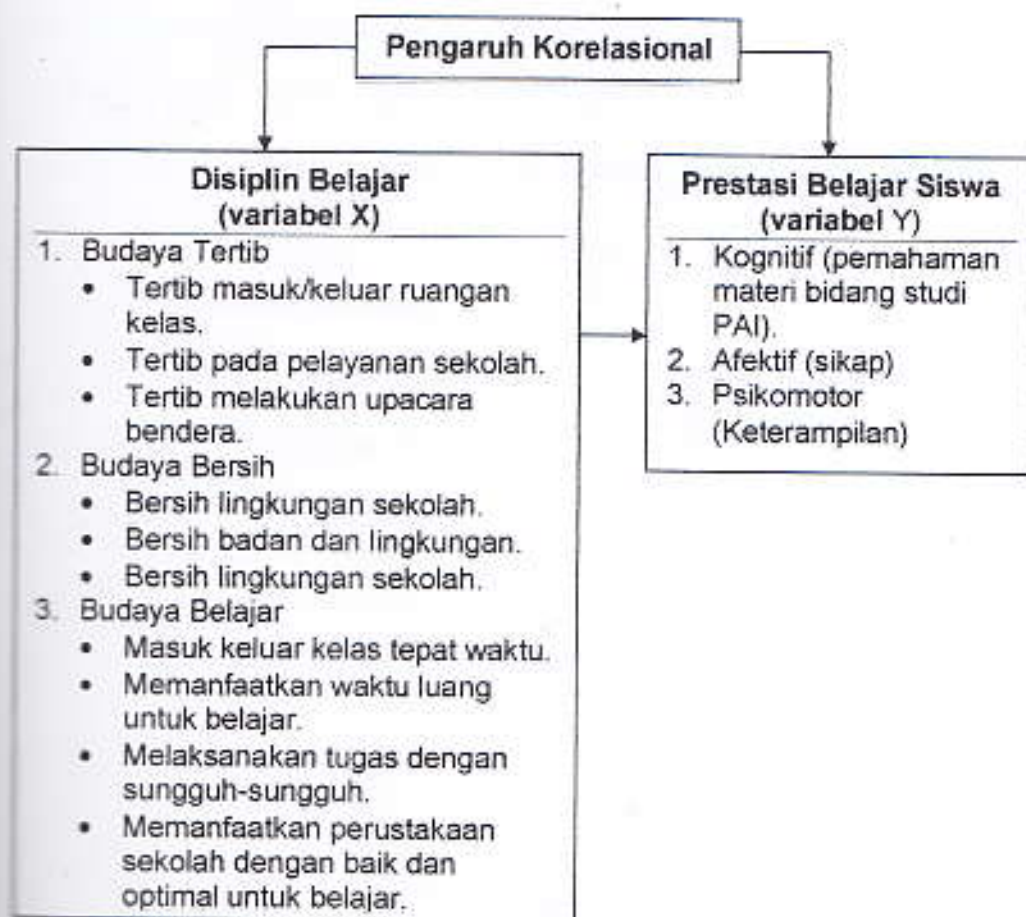 Pengaruh Korelasional
Disiplin Belajar
(variabel X)
1. Budaya Tertib
• Tertib masuk/keluar ruangan
kelas.
• Tertib pada pelayanan sekolah.
• Tertib melakukan upacara
bendera.
2. Budaya Bersih
• Bersih lingkungan sekolah.
• Bersih badan dan lingkungan.
• Bersih lingkungan sekolah.
3. Budaya Belajar
• Masuk keluar kelas tepat waktu.
• Memanfaatkan waktu luang
untuk belajar.
• Melaksanakan tugas dengan
sungguh-sungguh.
• Memanfaatkan perustakaan
sekolah dengan baik dan
optimal untuk belajar.
Prestasi Belajar Siswa
(variabel Y)
1. Kognitif (pemahaman
materi bidang studi
PAI).
2. Afektif (sikap)
3. Psikomotor
(Keterampilan)